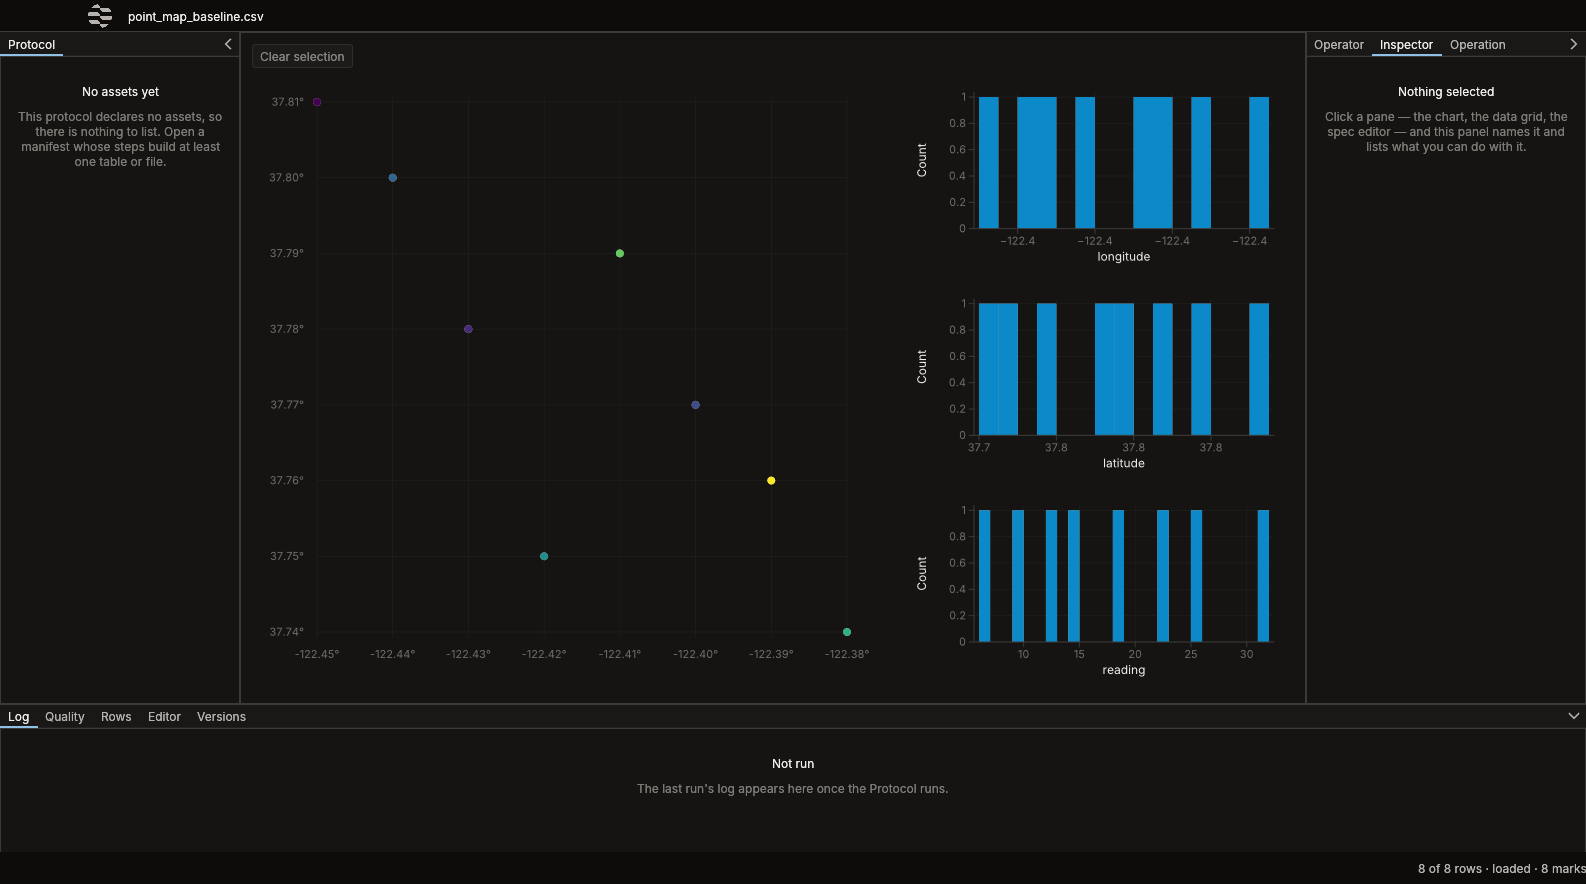 point_map_baseline.csv
Protocol
No assets yet
This protocol declares no assets, so
there is nothing to list. Open a
manifest whose steps build at least
one table or file.
Clear selection
37.81°
37.80°
37.79°
37.78°
37.77°
37.76°
37.75°
37.74°
-122.45°
-122.44°
-122.43°
-122.42°
-122.41°
-122.40°
-122.39°
-122.38°
Count
1
0.8
0.6
0.4
0.2
0
−122.4
−122.4
−122.4
−122.4
longitude
Count
1
0.8
0.6
0.4
0.2
0
37.7
37.8
37.8
37.8
latitude
Count
1
0.8
0.6
0.4
0.2
0
10
15
20
25
30
reading
Operator
Inspector
Operation
Nothing selected
Click a pane — the chart, the data grid, the
spec editor — and this panel names it and
lists what you can do with it.
Log
Quality
Rows
Editor
Versions
Not run
The last run's log appears here once the Protocol runs.
8 of 8 rows · loaded · 8 marks